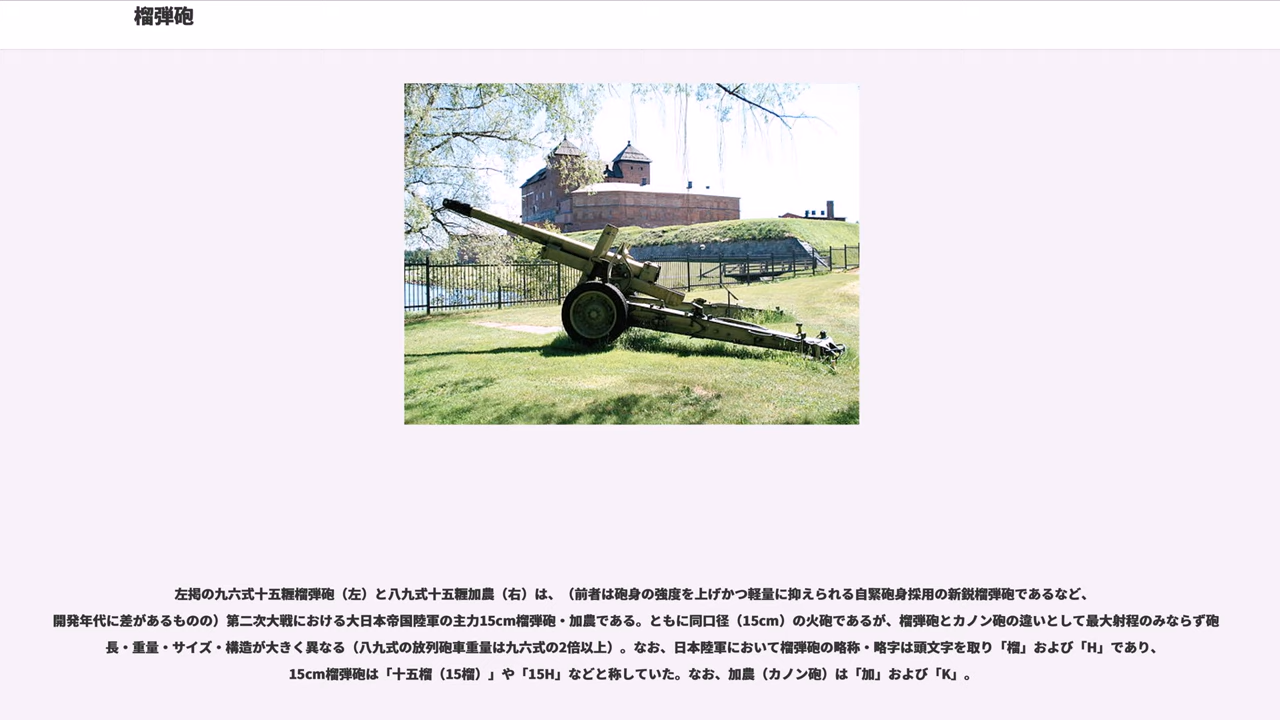 榴弾砲
左掲の九六式十五糎榴弾砲（左）と八九式十五糎加農（右）は、（前者は砲身の強度を上げかつ軽量に抑えられる自緊砲身採用の新鋭榴弾砲であるなど、
開発年代に差があるものの）第二次大戦における大日本帝国陸軍の主力15cm榴弾砲・加農である。ともに同口径（15cm）の火砲であるが、榴弾砲とカノン砲の違いとして最大射程のみならず砲
長・重量・サイズ・構造が大きく異なる（八九式の放列砲車重量は九六式の2倍以上）。なお、日本陸軍において榴弾砲の略称・略字は頭文字を取り「榴」および「H」であり、
15cm榴弾砲は「十五榴（15榴）」や「15H」などと称していた。なお、加農（カノン砲）は「加」および「K」。